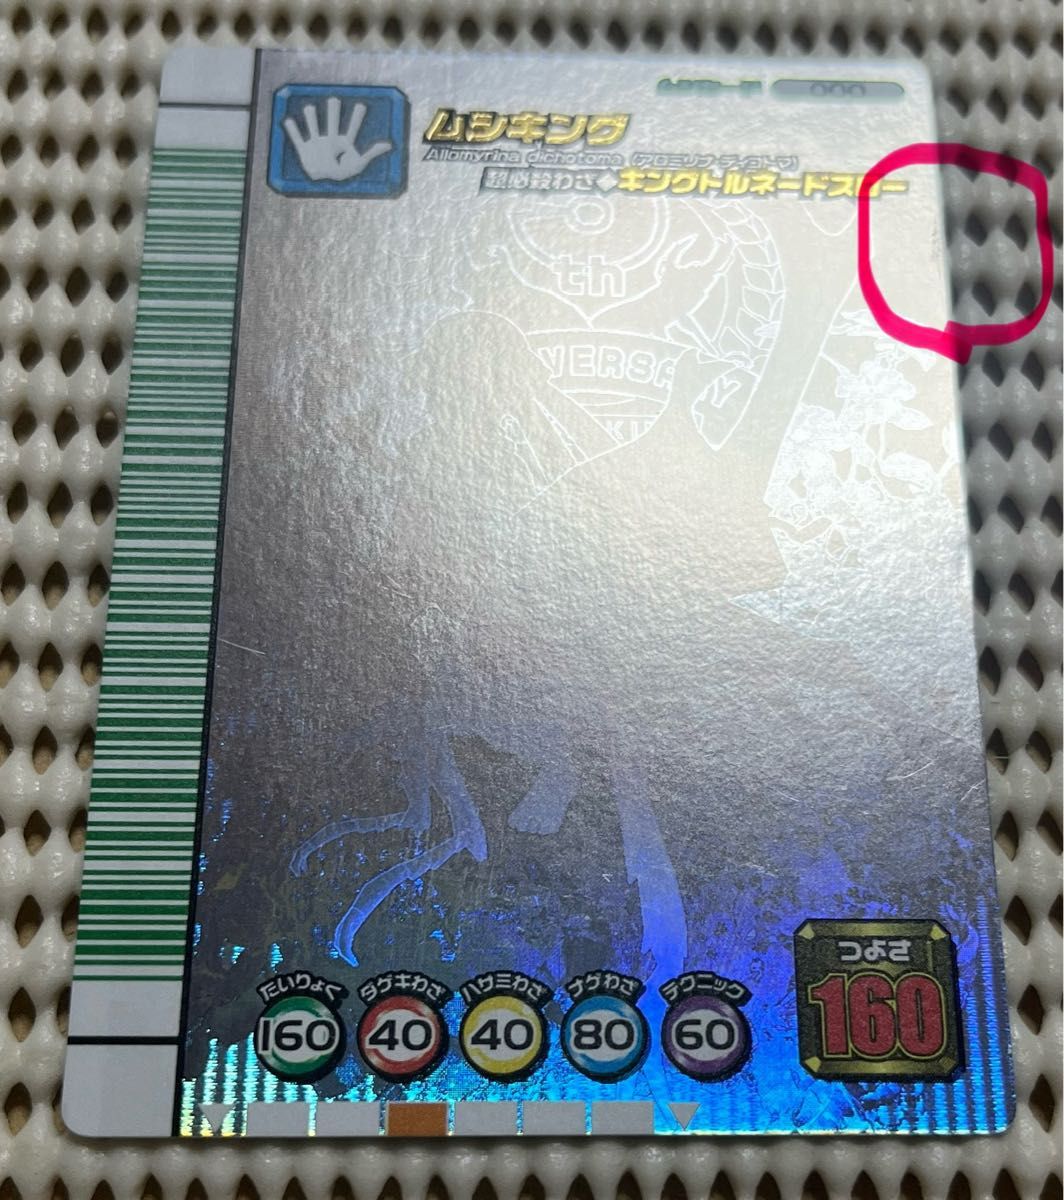 000
ムシキング
Allomyrina dichotoma (アロミリナ ディコトマ)
超必殺わざ◆キングトルネードスロー
th
VERSA
KI
たいりょく
160
ダゲキわざ
40
ハサミわざ
40
ナゲわざ
80
テクニック
60
つよさ
160